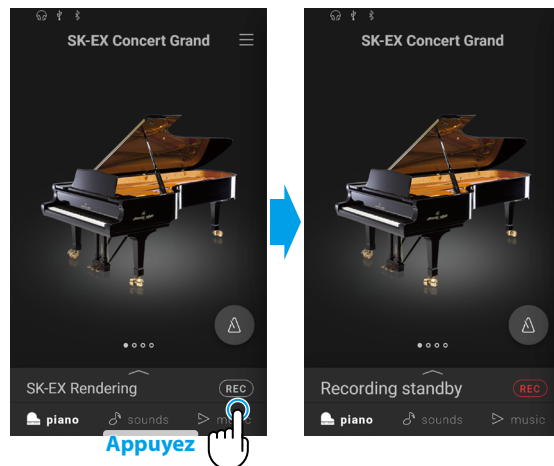 SK-EX Concert Grand
SK-EX Rendering REC
piano sounds music
Appuyez
SK-EX Concert Grand
Recording standby REC
piano sounds music